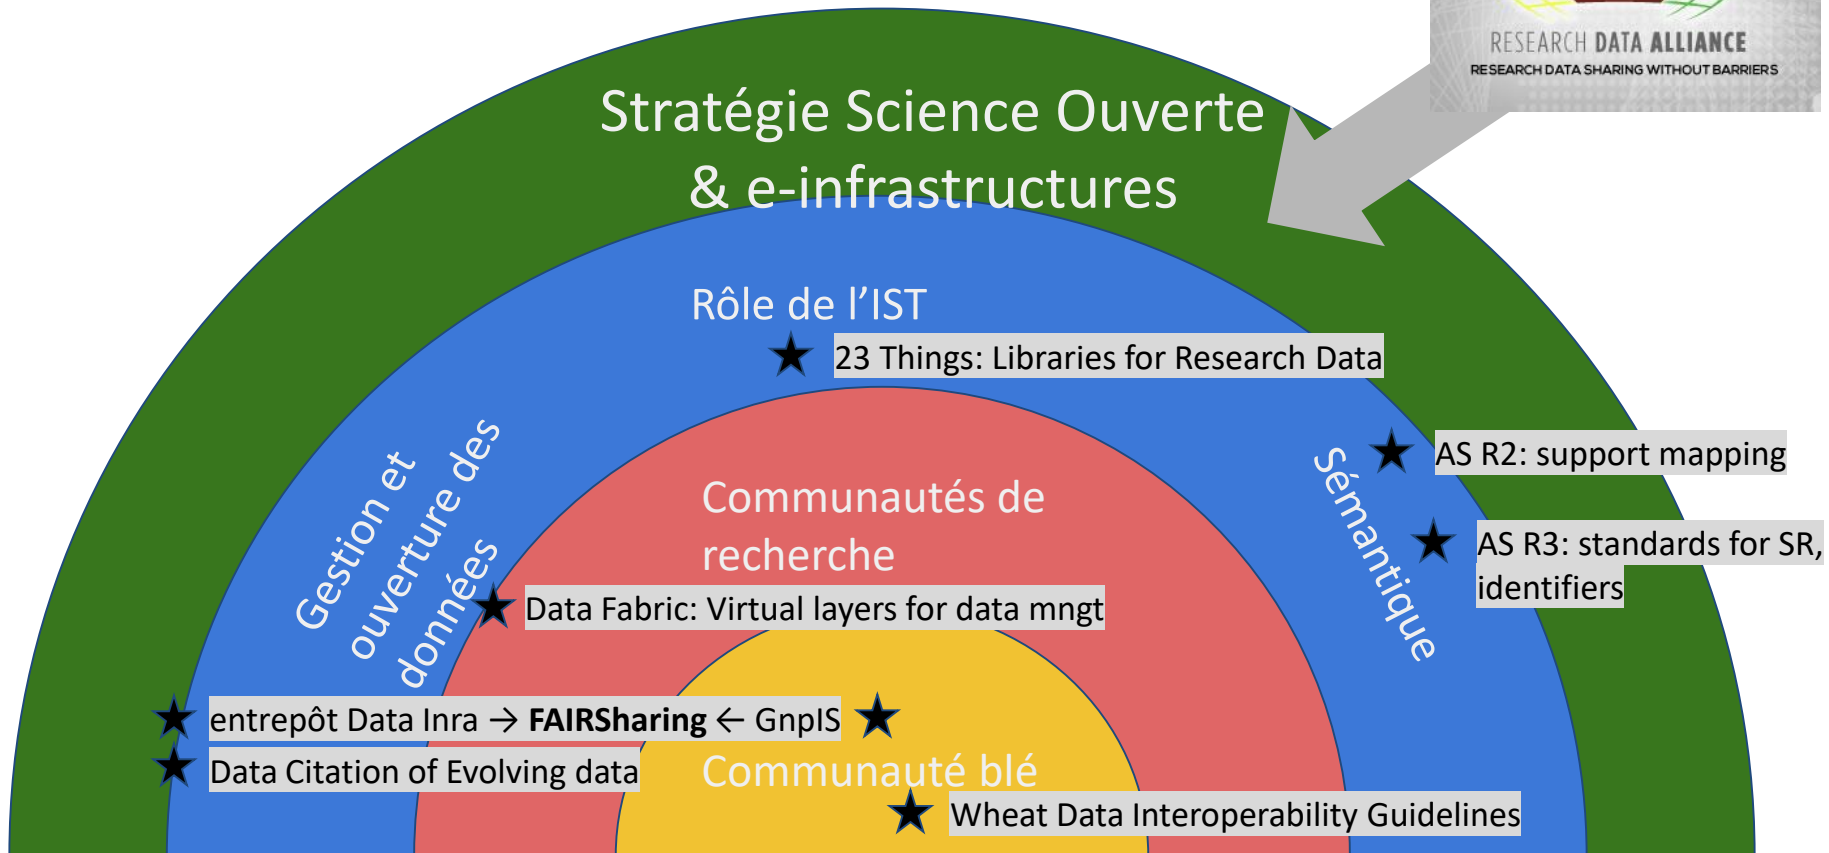 RESEARCH DATA ALLIANCE
RESEARCH DATA SHARING WITHOUT BARRIERS
Stratégie Science Ouverte
& e-infrastructures
Rôle de l’IST
23 Things: Libraries for Research Data
Gestion et
ouverture des
données
Sémantique
AS R2: support mapping
AS R3: standards for SR,
identifiers
Communautés de
recherche
Data Fabric: Virtual layers for data mngt
entrepôt Data Inra → FAIRSharing ← GnpIS
Data Citation of Evolving data
Communauté blé
Wheat Data Interoperability Guidelines